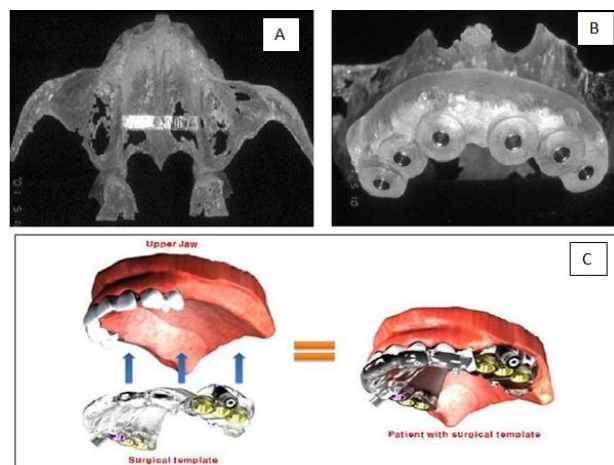 A
B
C
Upper Jaw
Surgical template
Patient with surgical template